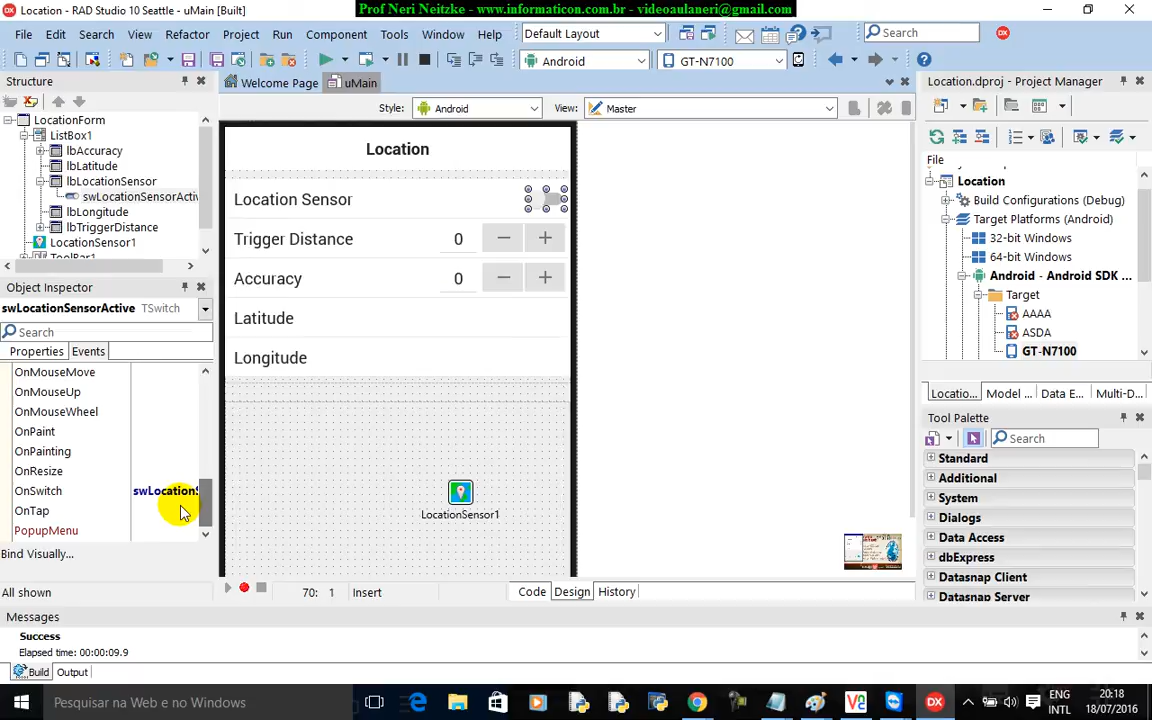 Location - RAD Studio 10 Seattle - uMain [Built]
Prof Neri Neitzke - www.informaticon.com.br - videoaulaneri@gmail.com
File Edit Search View Refactor Project Run Component Tools Window Help
Default Layout
Search
Android
GT-N7100
Structure
LocationForm
ListBox1
lbAccuracy
lbLatitude
lbLocationSensor
swLocationSensorActiv
lbLongitude
lbTriggerDistance
LocationSensor1
Object Inspector
swLocationSensorActive TSwitch
Search
Properties Events
OnMouseMove
OnMouseUp
OnMouseWheel
OnPaint
OnPainting
OnResize
OnSwitch swLocationS
OnTap
PopupMenu
Bind Visually...
All shown
Welcome Page uMain
Style: Android View: Master
Location
Location Sensor
Trigger Distance 0
Accuracy 0
Latitude
Longitude
LocationSensor1
70: 1 Insert
Code Design History
Location.dproj - Project Manager
File
Location
Build Configurations (Debug)
Target Platforms (Android)
32-bit Windows
64-bit Windows
Android - Android SDK ...
Target
AAAA
ASDA
GT-N7100
Locatio... Model ... Data E... Multi-D...
Tool Palette
Search
Standard
Additional
System
Dialogs
Data Access
dbExpress
Datasnap Client
Datasnap Server
Messages
Success
Elapsed time: 00:00:09.9
Build Output
Pesquisar na Web e no Windows
ENG
INTL
20:18
18/07/2016